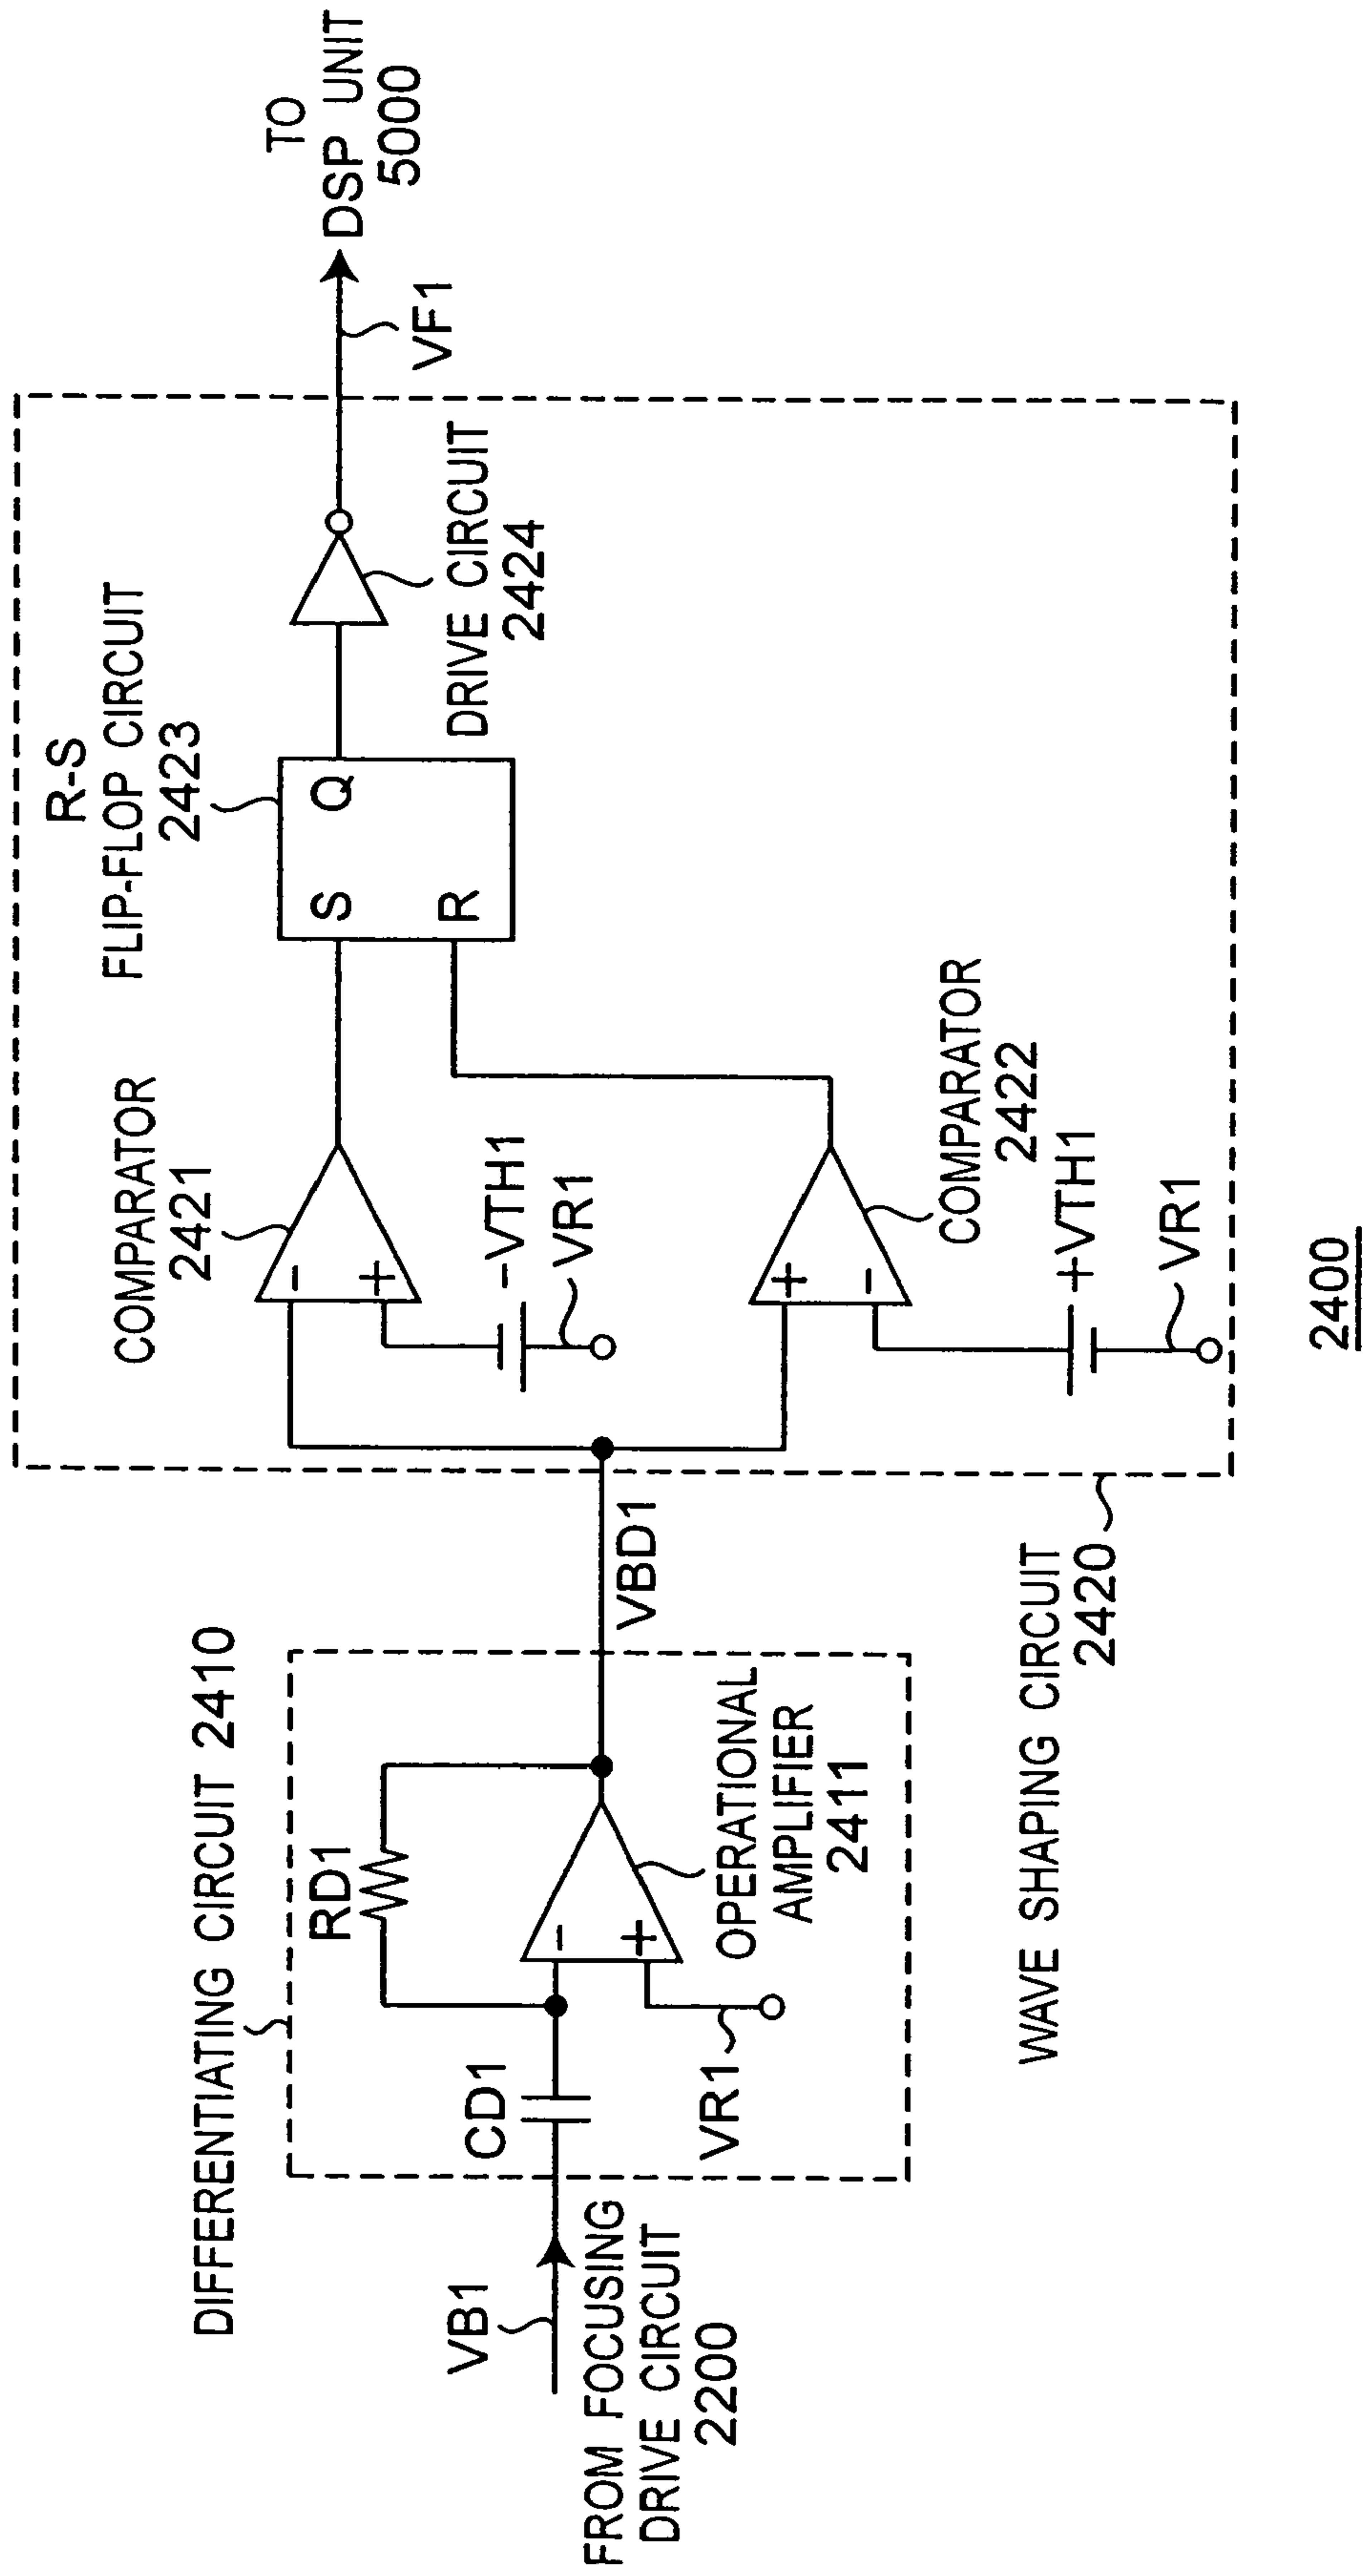 DIFFERENTIATING CIRCUIT 2410
VB1
FROM FOCUSING
DRIVE CIRCUIT
2200
CD1
RD1
−
+
VR1
OPERATIONAL
AMPLIFIER
2411
VBD1
WAVE SHAPING CIRCUIT
2420
COMPARATOR
2421
−
+
-VTH1
VR1
COMPARATOR
2422
+
−
+VTH1
VR1
R-S
FLIP-FLOP CIRCUIT
2423
S
Q
R
DRIVE CIRCUIT
2424
VF1
TO
DSP UNIT
5000
2400